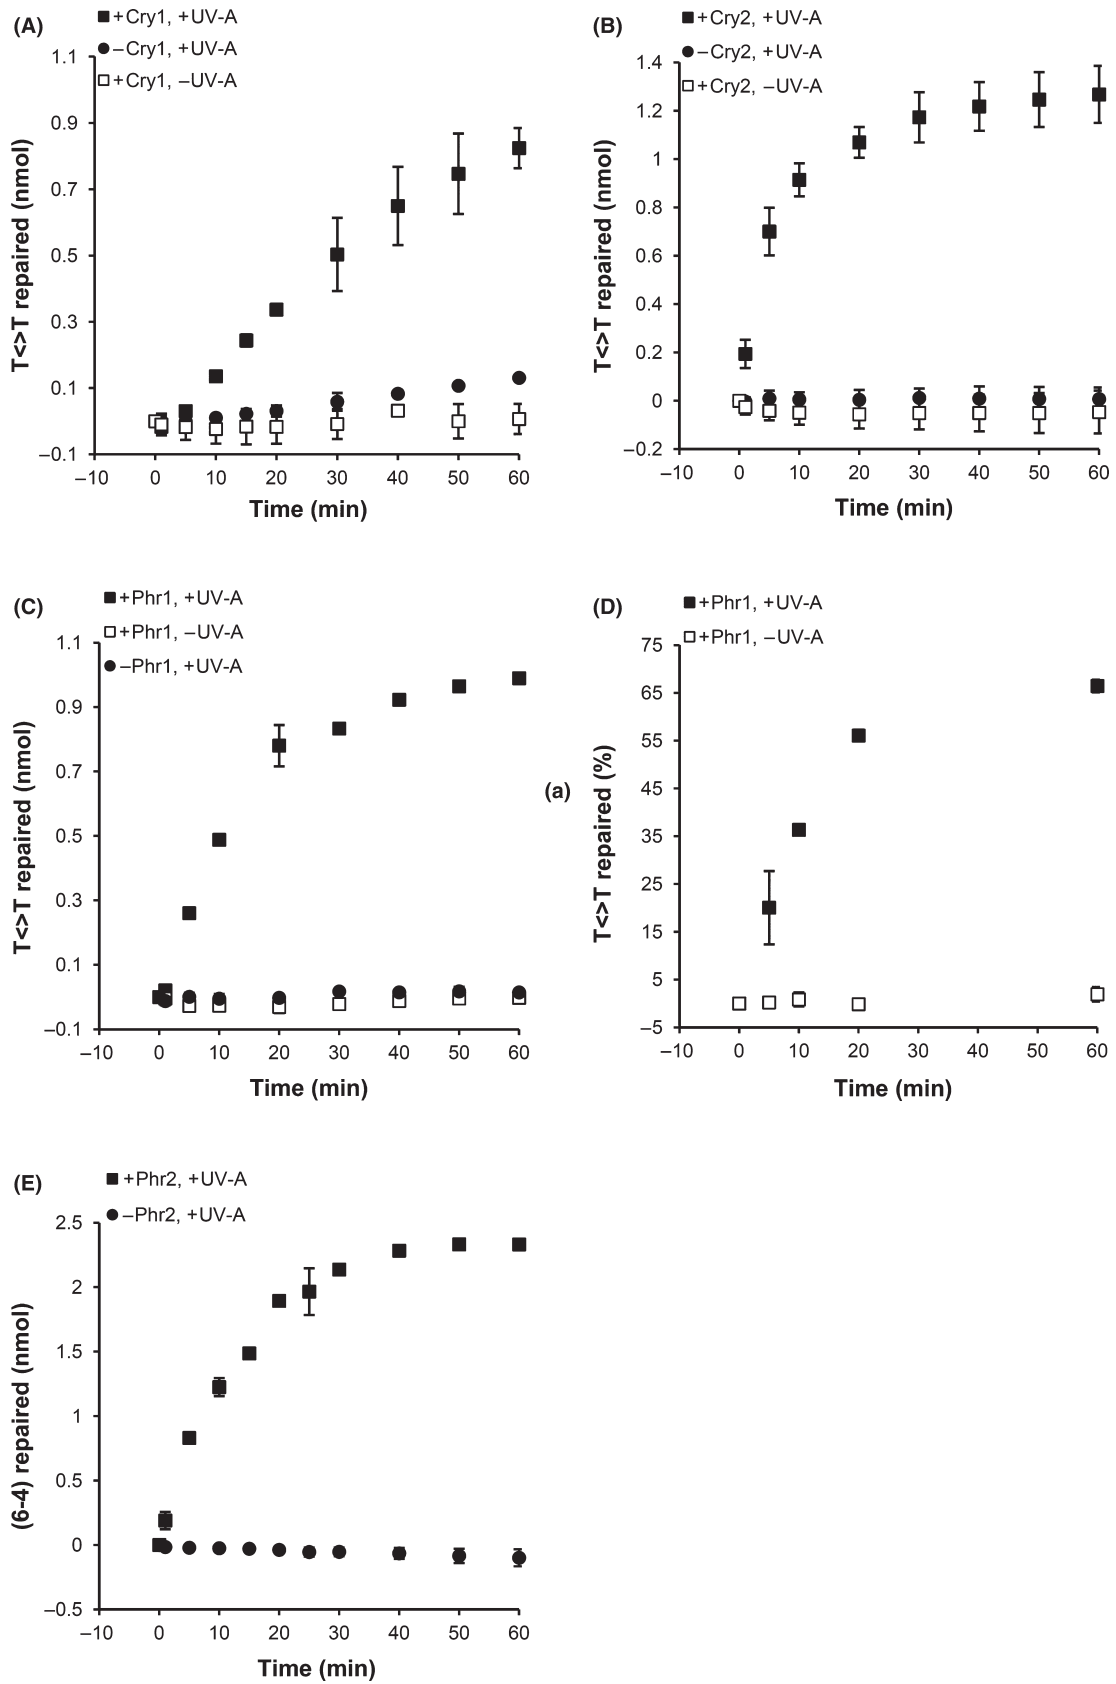 (A)
+Cry1, +UV-A
–Cry1, +UV-A
+Cry1, –UV-A
1.1
0.9
0.7
0.5
0.3
0.1
–0.1
T<>T repaired (nmol)
–10 0 10 20 30 40 50 60
Time (min)
(B)
+Cry2, +UV-A
–Cry2, +UV-A
+Cry2, –UV-A
1.4
1.2
1
0.8
0.6
0.4
0.2
0
–0.2
T<>T repaired (nmol)
–10 0 10 20 30 40 50 60
Time (min)
(C)
+Phr1, +UV-A
+Phr1, –UV-A
–Phr1, +UV-A
1.1
0.9
0.7
0.5
0.3
0.1
–0.1
T<>T repaired (nmol)
–10 0 10 20 30 40 50 60
Time (min)
(D)
+Phr1, +UV-A
+Phr1, –UV-A
75
65
55
45
35
25
15
5
–5
(a)
T<>T repaired (%)
–10 0 10 20 30 40 50 60
Time (min)
(E)
+Phr2, +UV-A
–Phr2, +UV-A
2.5
2
1.5
1
0.5
0
–0.5
(6-4) repaired (nmol)
–10 0 10 20 30 40 50 60
Time (min)